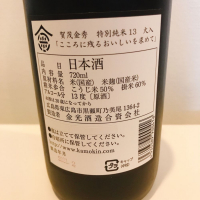 賀茂金秀 特別純米13 火入
「こころに残るおいしいを求めて」
品目 日本酒
内容量 720ml
原材料名 米(国産) 米麹(国産米)
精米歩合 こうじ米50% 掛米60%
アルコール分 13度 〔原酒〕
広島県東広島市黒瀬町乃美尾1364-2
製造者 金光酒造合資会社
http://www.kamokin.com